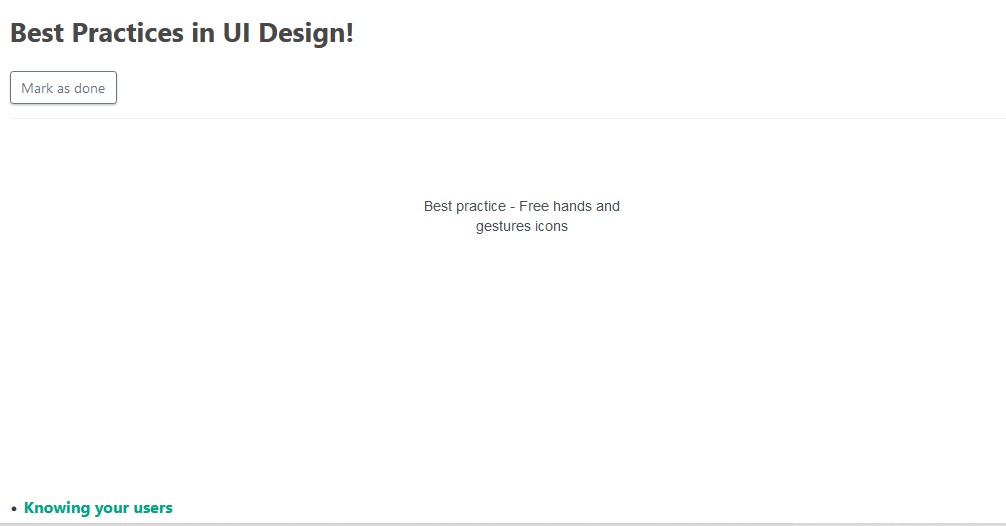 Best Practices in UI Design!
Mark as done
Best practice - Free hands and
gestures icons
• Knowing your users